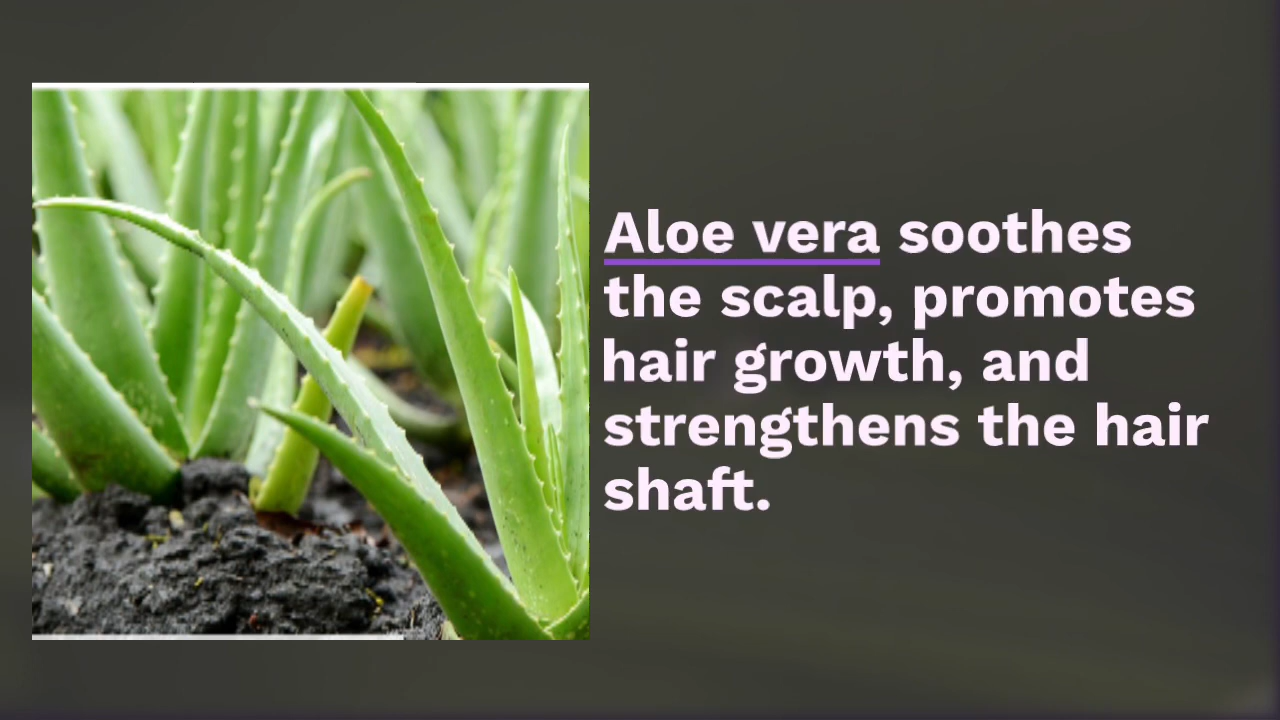 Aloe vera soothes
the scalp, promotes
hair growth, and
strengthens the hair
shaft.